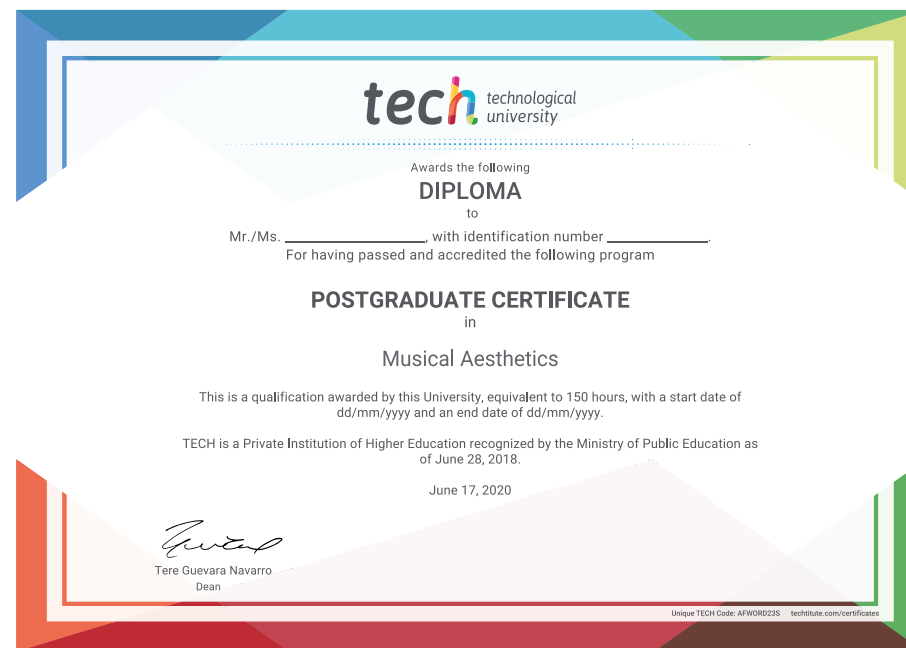 tech technological
university
Awards the following
DIPLOMA
to
Mr./Ms. ____________________, with identification number ______________.
For having passed and accredited the following program
POSTGRADUATE CERTIFICATE
in
Musical Aesthetics
This is a qualification awarded by this University, equivalent to 150 hours, with a start date of
dd/mm/yyyy and an end date of dd/mm/yyyy.
TECH is a Private Institution of Higher Education recognized by the Ministry of Public Education as
of June 28, 2018.
June 17, 2020
Tere Guevara Navarro
Dean
Unique TECH Code: AFWORD23S techtitute.com/certificates